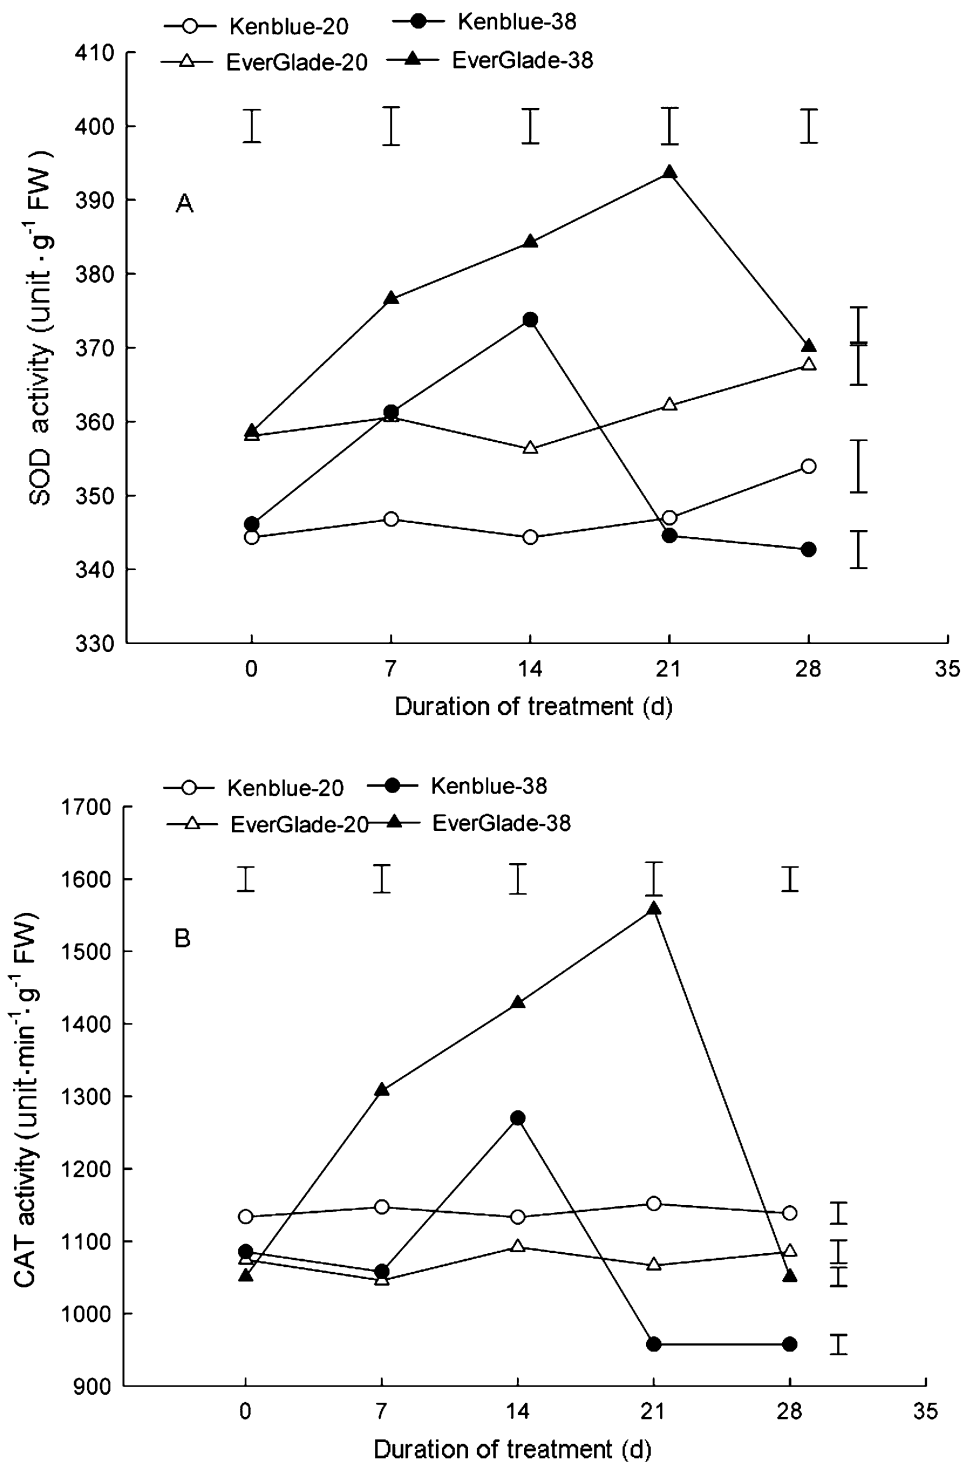 Kenblue-20 Kenblue-38
EverGlade-20 EverGlade-38
410
400
390
380
370
360
350
340
330
A
SOD activity (unit·g⁻¹ FW )
0 7 14 21 28 35
Duration of treatment (d)
Kenblue-20 Kenblue-38
EverGlade-20 EverGlade-38
1700
1600
1500
1400
1300
1200
1100
1000
900
B
CAT activity (unit·min⁻¹·g⁻¹ FW)
0 7 14 21 28 35
Duration of treatment (d)